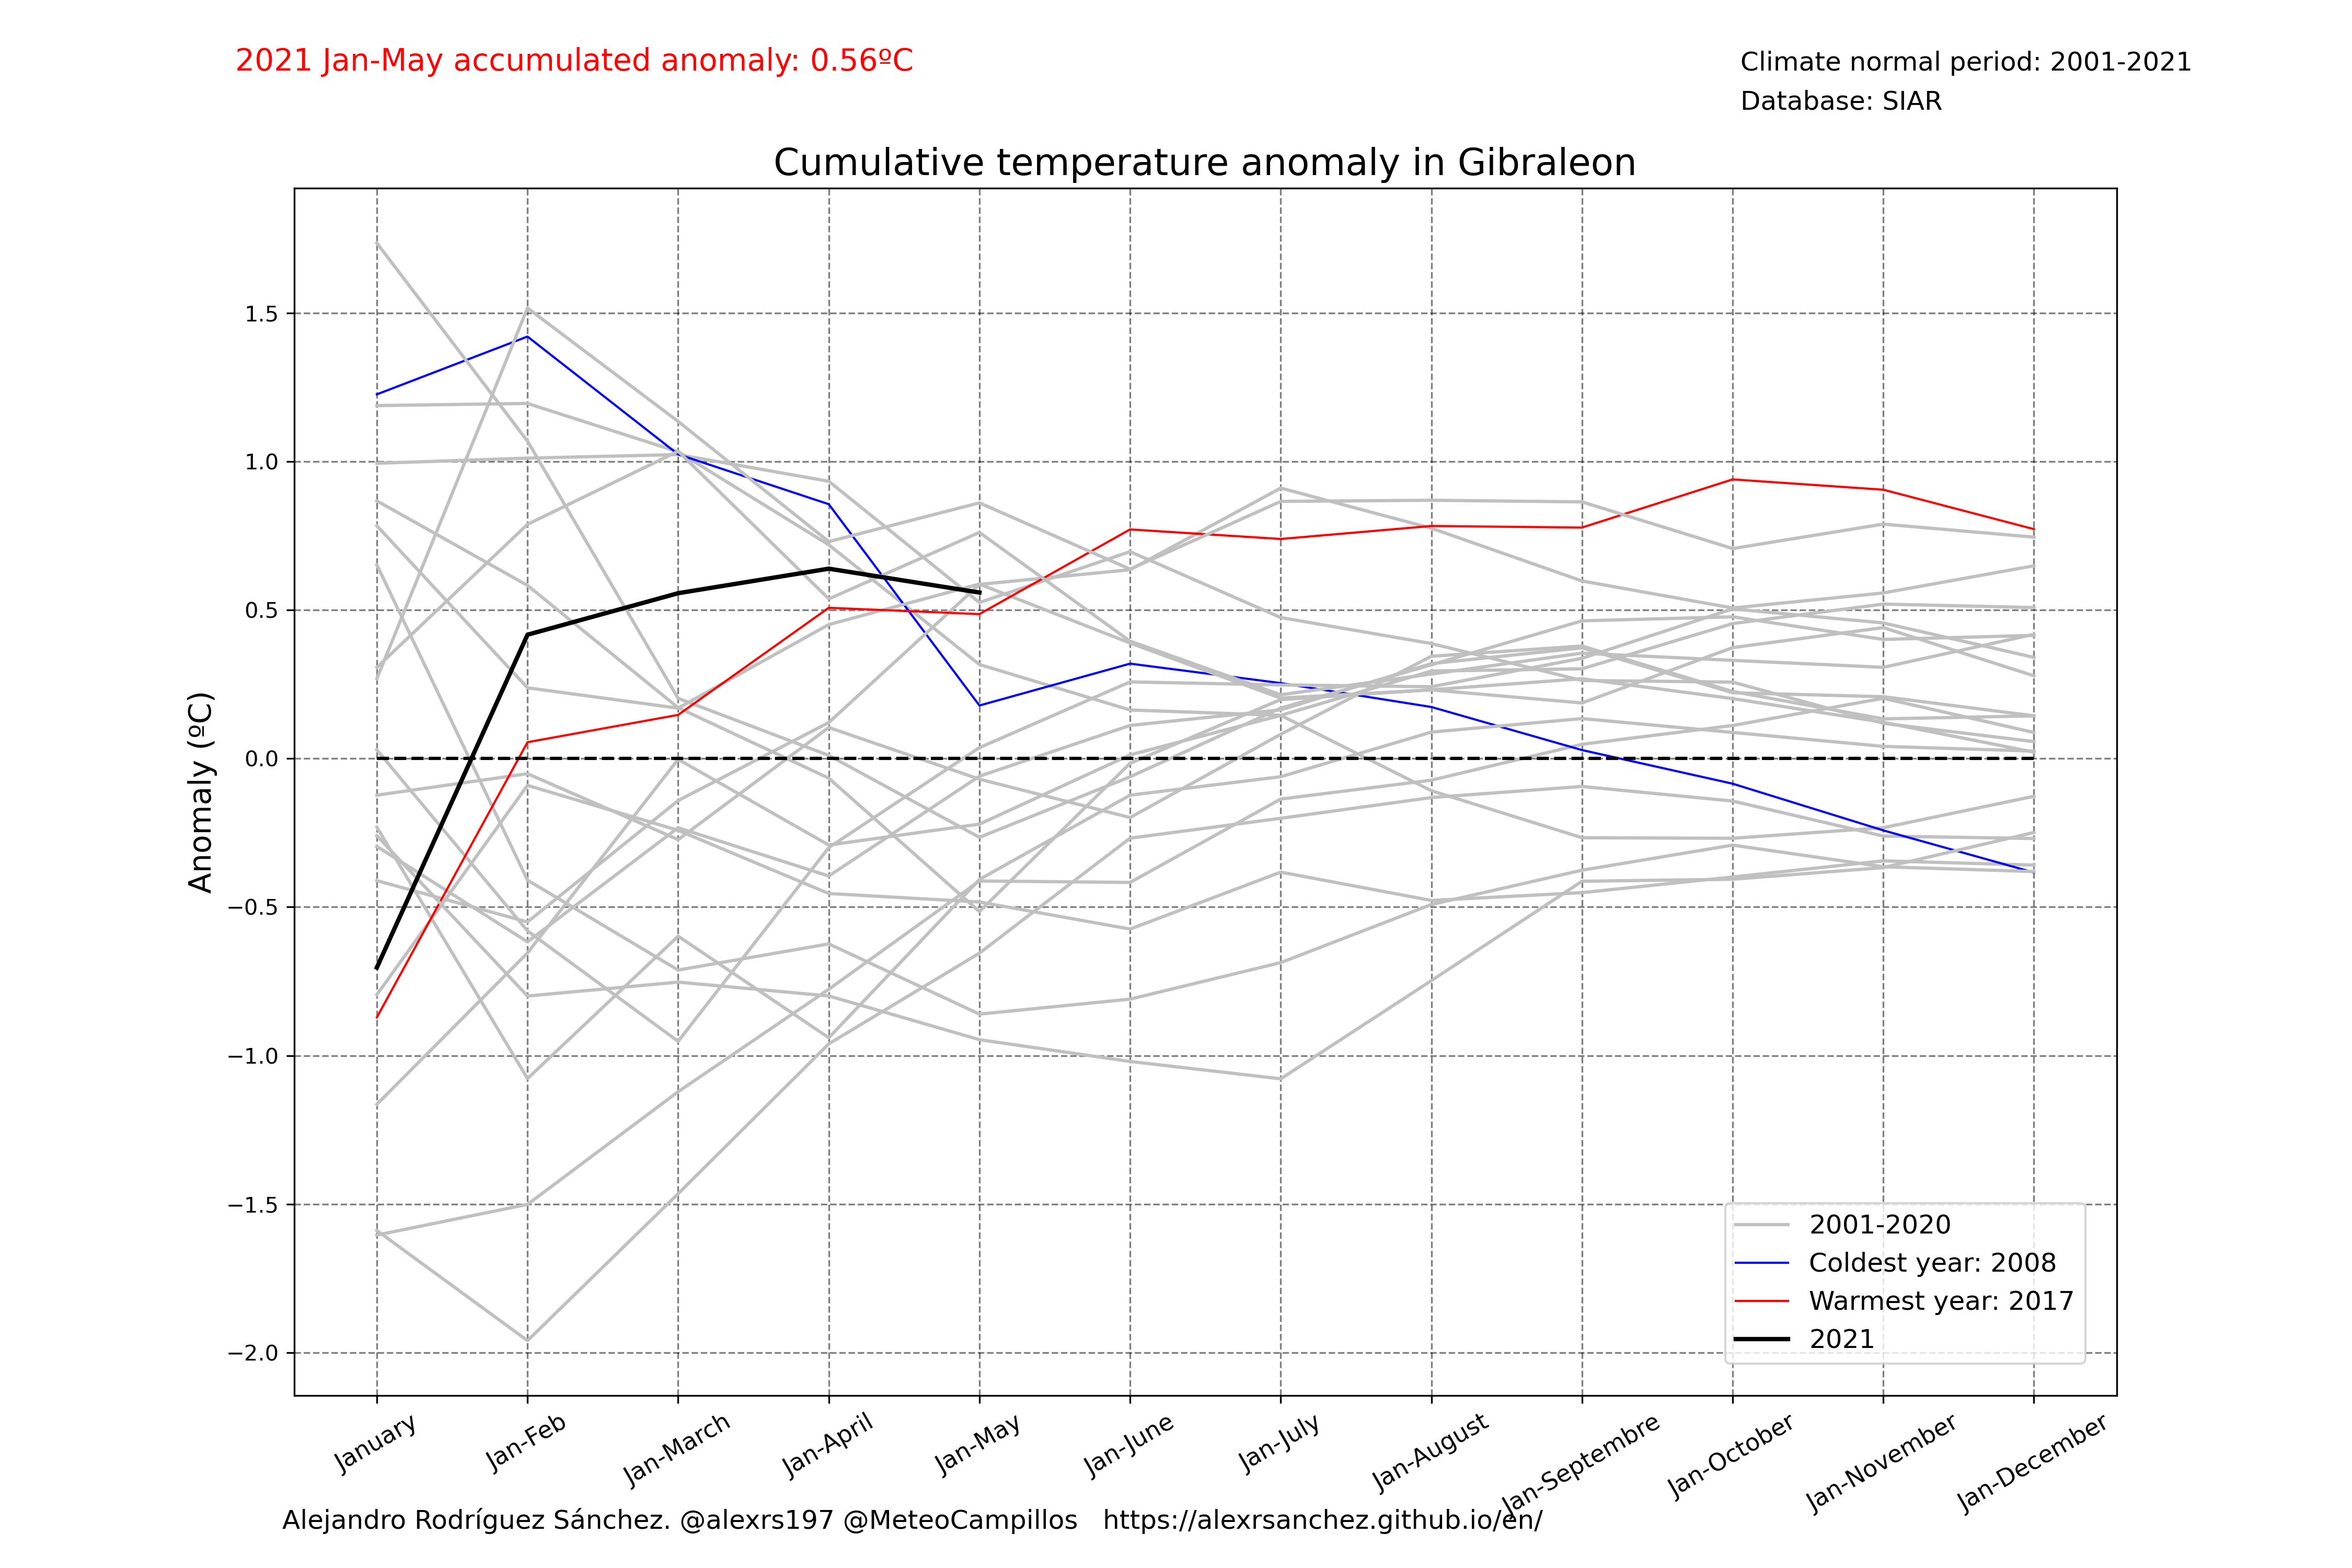 2021 Jan-May accumulated anomaly: 0.56ºC
Climate normal period: 2001-2021
Database: SIAR
Cumulative temperature anomaly in Gibraleon
Anomaly (ºC)
1.5
1.0
0.5
0.0
−0.5
−1.0
−1.5
−2.0
2001-2020
Coldest year: 2008
Warmest year: 2017
2021
January
Jan-Feb
Jan-March
Jan-April
Jan-May
Jan-June
Jan-July
Jan-August
Jan-Septembre
Jan-October
Jan-November
Jan-December
Alejandro Rodríguez Sánchez. @alexrs197 @MeteoCampillos   https://alexrsanchez.github.io/en/